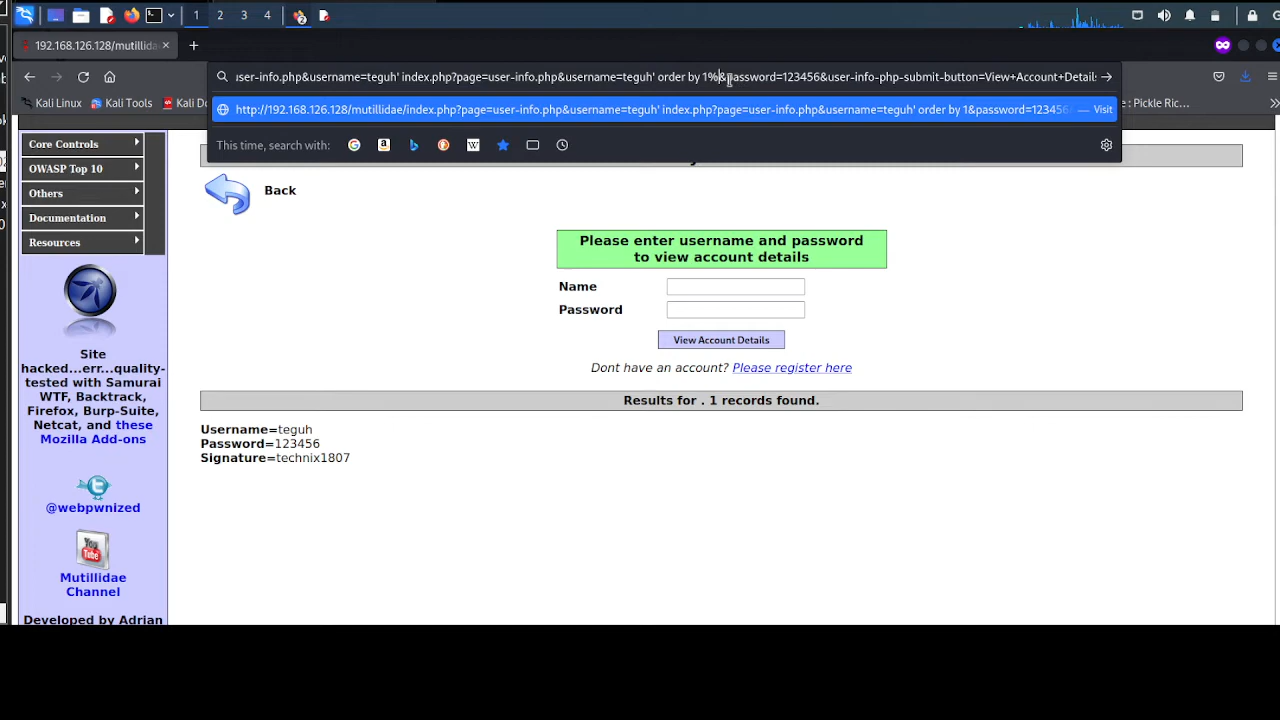 1 2 3 4
192.168.126.128/mutillida
ser-info.php&username=teguh' index.php?page=user-info.php&username=teguh' order by 1%&password=123456&user-info-php-submit-button=View+Account+Details
Kali Linux Kali Tools Kali Do : Pickle Ric...
http://192.168.126.128/mutillidae/index.php?page=user-info.php&username=teguh' index.php?page=user-info.php&username=teguh' order by 1&password=123456 — Visit
This time, search with:
Core Controls
OWASP Top 10
Others
Documentation
Resources
Back
Please enter username and password
to view account details
Name
Password
View Account Details
Dont have an account? Please register here
Results for . 1 records found.
Username=teguh
Password=123456
Signature=technix1807
Site
hacked...err...quality-
tested with Samurai
WTF, Backtrack,
Firefox, Burp-Suite,
Netcat, and these
Mozilla Add-ons
@webpwnized
You
Tube
Mutillidae
Channel
Developed by Adrian